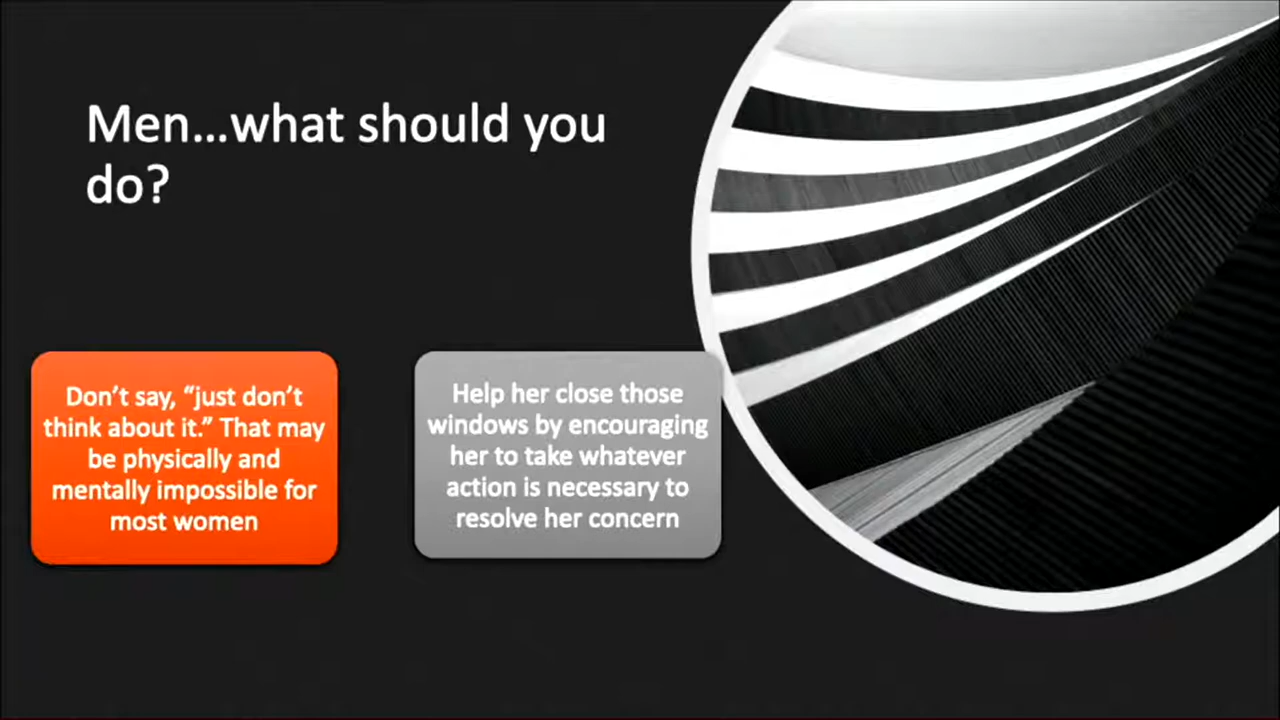 Men...what should you
do?
Don't say, "just don't
think about it." That may
be physically and
mentally impossible for
most women
Help her close those
windows by encouraging
her to take whatever
action is necessary to
resolve her concern